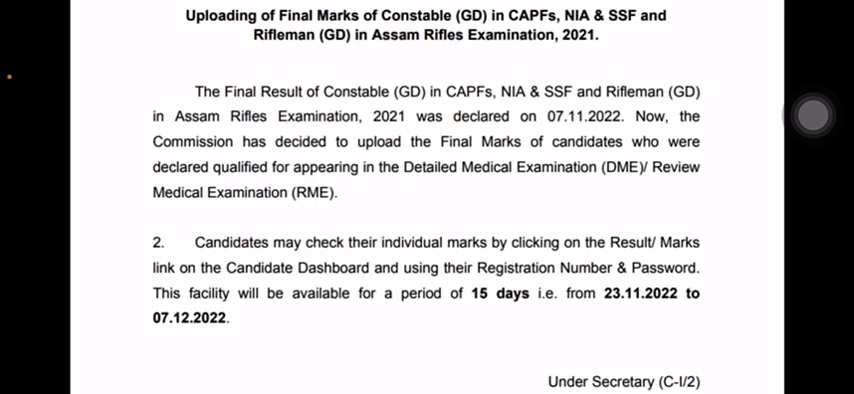 Uploading of Final Marks of Constable (GD) in CAPFs, NIA & SSF and
Rifleman (GD) in Assam Rifles Examination, 2021.
The Final Result of Constable (GD) in CAPFs, NIA & SSF and Rifleman (GD)
in Assam Rifles Examination, 2021 was declared on 07.11.2022. Now, the
Commission has decided to upload the Final Marks of candidates who were
declared qualified for appearing in the Detailed Medical Examination (DME)/ Review
Medical Examination (RME).
2. Candidates may check their individual marks by clicking on the Result/ Marks
link on the Candidate Dashboard and using their Registration Number & Password.
This facility will be available for a period of 15 days i.e. from 23.11.2022 to
07.12.2022.
Under Secretary (C-I/2)